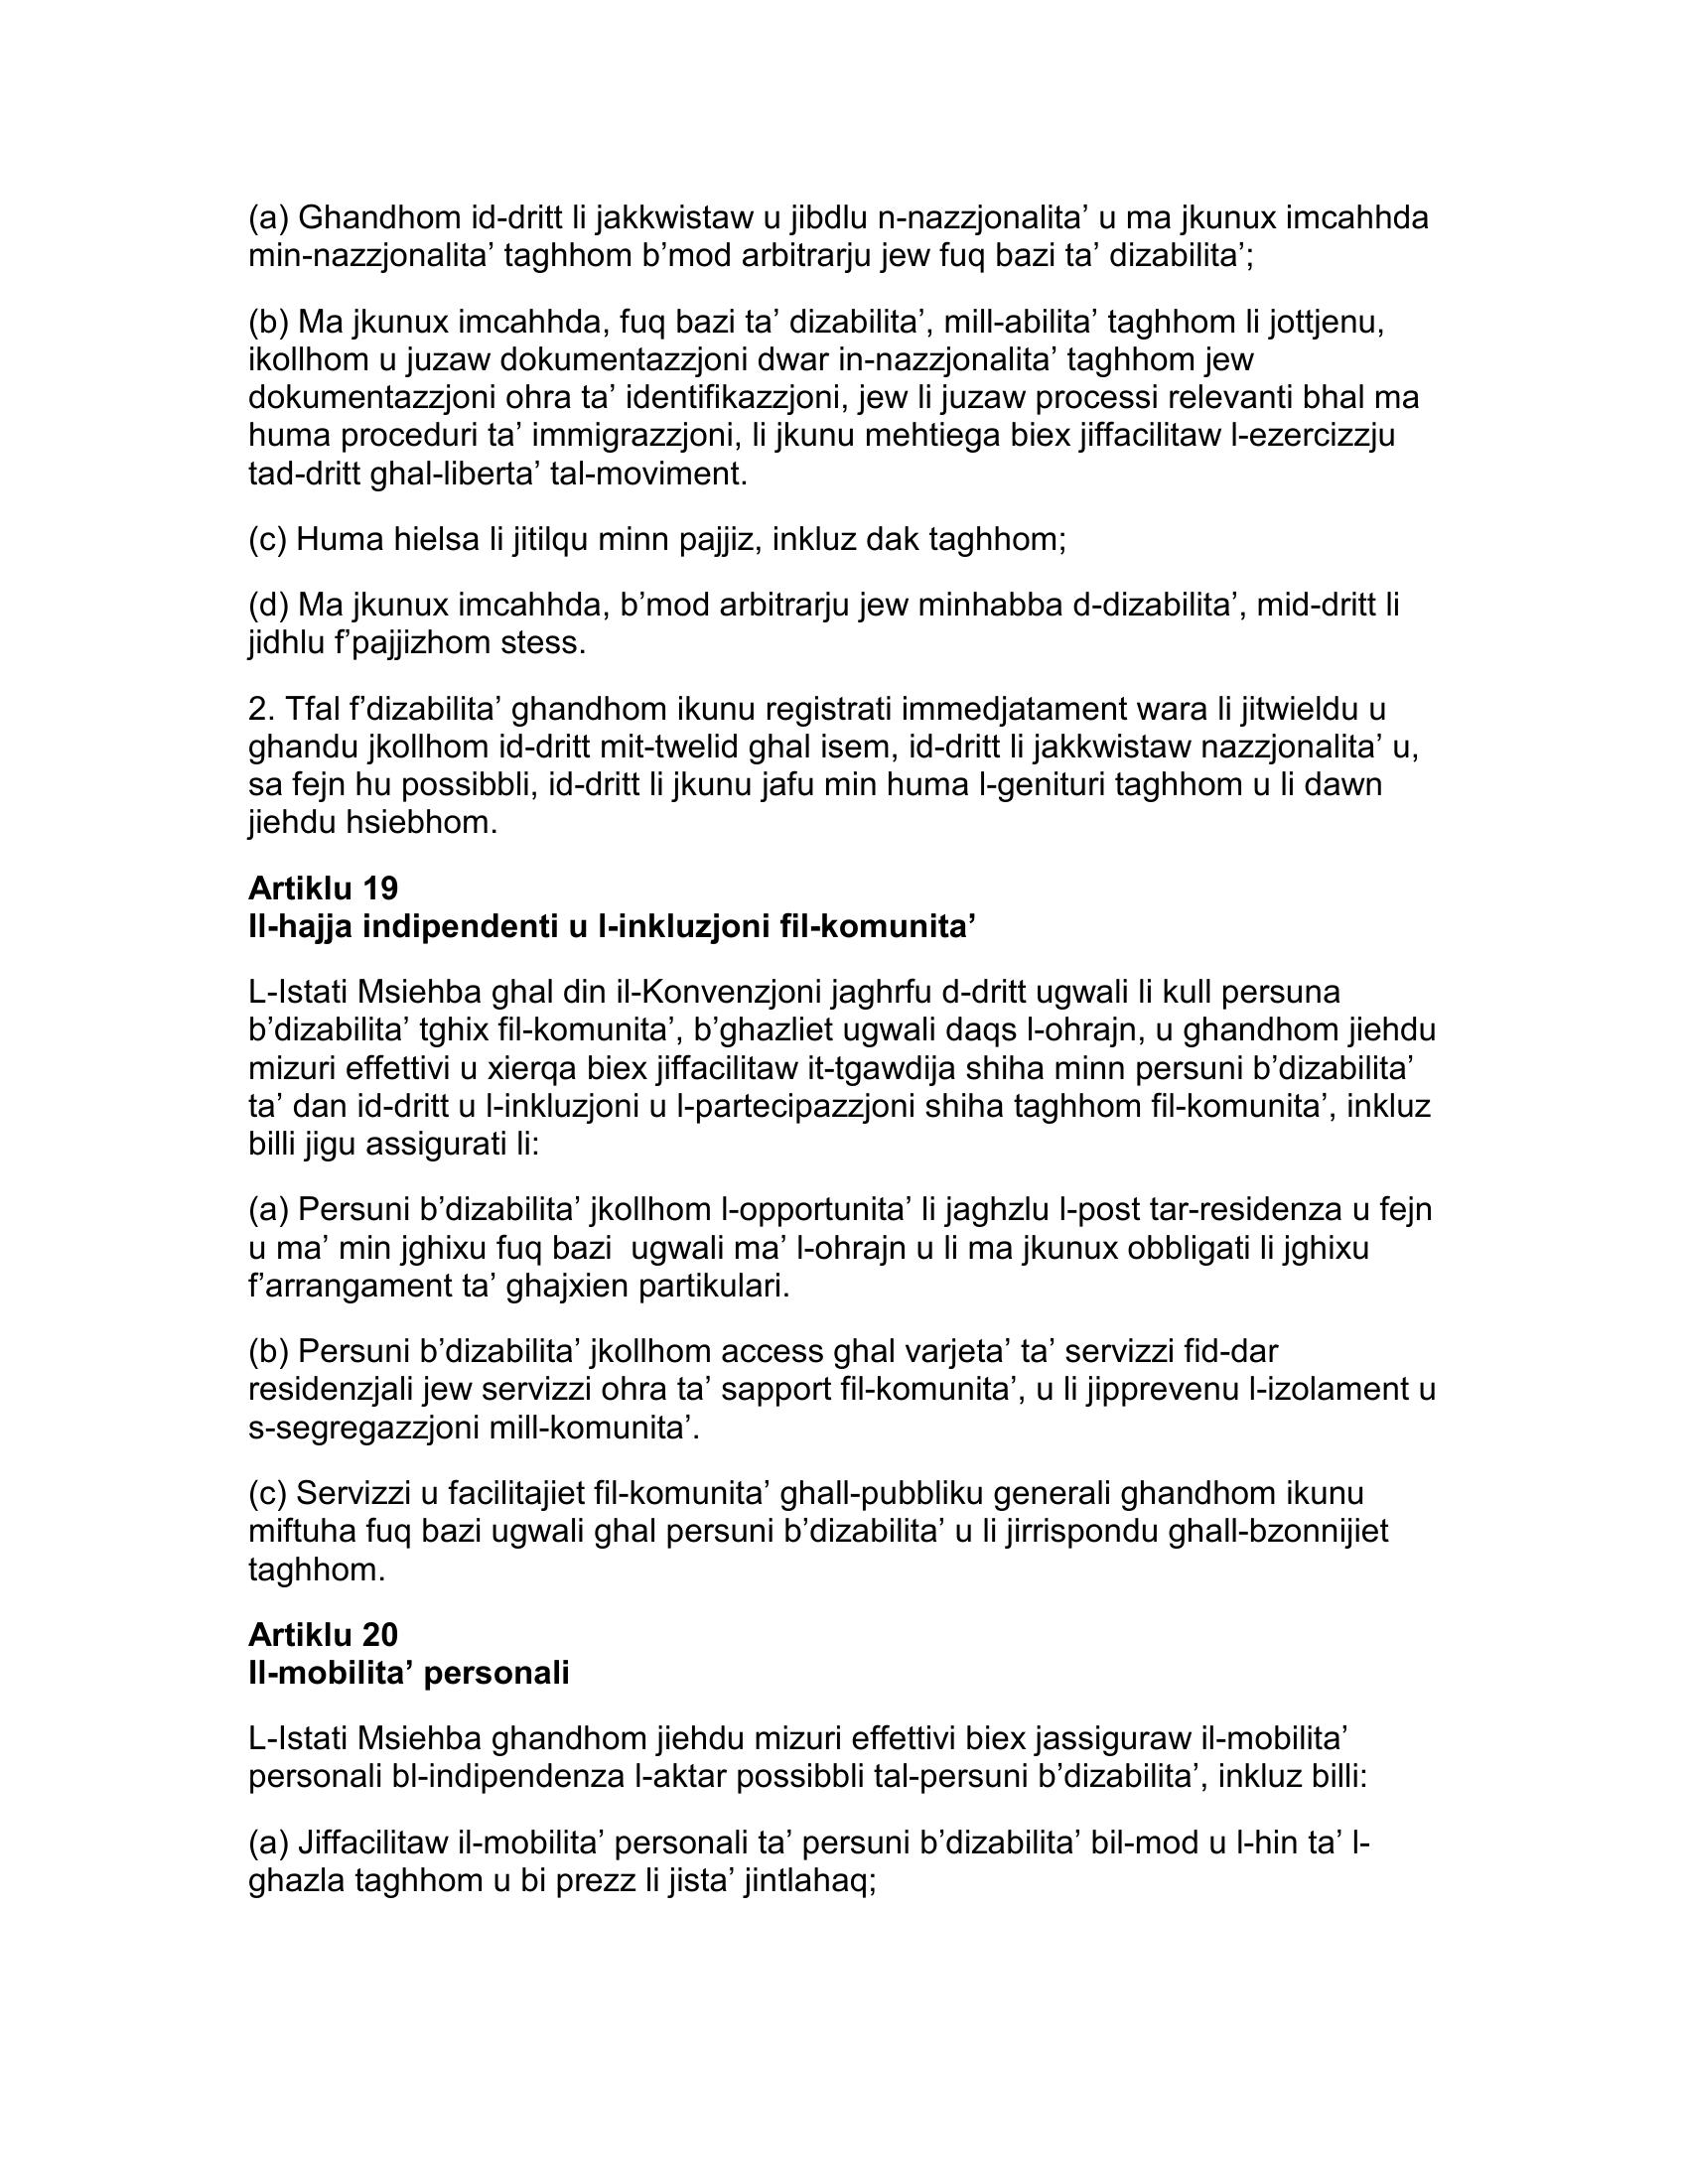 (a) Ghandhom id-dritt li jakkwistaw u jibdlu n-nazzjonalita’ u ma jkunux imcahhda
min-nazzjonalita’ taghhom b’mod arbitrarju jew fuq bazi ta’ dizabilita’;
(b) Ma jkunux imcahhda, fuq bazi ta’ dizabilita’, mill-abilita’ taghhom li jottjenu,
ikollhom u juzaw dokumentazzjoni dwar in-nazzjonalita’ taghhom jew
dokumentazzjoni ohra ta’ identifikazzjoni, jew li juzaw processi relevanti bhal ma
huma proceduri ta’ immigrazzjoni, li jkunu mehtiega biex jiffacilitaw l-ezercizzju
tad-dritt ghal-liberta’ tal-moviment.
(c) Huma hielsa li jitilqu minn pajjiz, inkluz dak taghhom;
(d) Ma jkunux imcahhda, b’mod arbitrarju jew minhabba d-dizabilita’, mid-dritt li
jidhlu f’pajjizhom stess.
2. Tfal f’dizabilita’ ghandhom ikunu registrati immedjatament wara li jitwieldu u
ghandu jkollhom id-dritt mit-twelid ghal isem, id-dritt li jakkwistaw nazzjonalita’ u,
sa fejn hu possibbli, id-dritt li jkunu jafu min huma l-genituri taghhom u li dawn
jiehdu hsiebhom.
Artiklu 19
Il-hajja indipendenti u l-inkluzjoni fil-komunita’
L-Istati Msiehba ghal din il-Konvenzjoni jaghrfu d-dritt ugwali li kull persuna
b’dizabilita’ tghix fil-komunita’, b’ghazliet ugwali daqs l-ohrajn, u ghandhom jiehdu
mizuri effettivi u xierqa biex jiffacilitaw it-tgawdija shiha minn persuni b’dizabilita’
ta’ dan id-dritt u l-inkluzjoni u l-partecipazzjoni shiha taghhom fil-komunita’, inkluz
billi jigu assigurati li:
(a) Persuni b’dizabilita’ jkollhom l-opportunita’ li jaghzlu l-post tar-residenza u fejn
u ma’ min jghixu fuq bazi  ugwali ma’ l-ohrajn u li ma jkunux obbligati li jghixu
f’arrangament ta’ ghajxien partikulari.
(b) Persuni b’dizabilita’ jkollhom access ghal varjeta’ ta’ servizzi fid-dar
residenzjali jew servizzi ohra ta’ sapport fil-komunita’, u li jipprevenu l-izolament u
s-segregazzjoni mill-komunita’.
(c) Servizzi u facilitajiet fil-komunita’ ghall-pubbliku generali ghandhom ikunu
miftuha fuq bazi ugwali ghal persuni b’dizabilita’ u li jirrispondu ghall-bzonnijiet
taghhom.
Artiklu 20
Il-mobilita’ personali
L-Istati Msiehba ghandhom jiehdu mizuri effettivi biex jassiguraw il-mobilita’
personali bl-indipendenza l-aktar possibbli tal-persuni b’dizabilita’, inkluz billi:
(a) Jiffacilitaw il-mobilita’ personali ta’ persuni b’dizabilita’ bil-mod u l-hin ta’ l-
ghazla taghhom u bi prezz li jista’ jintlahaq;